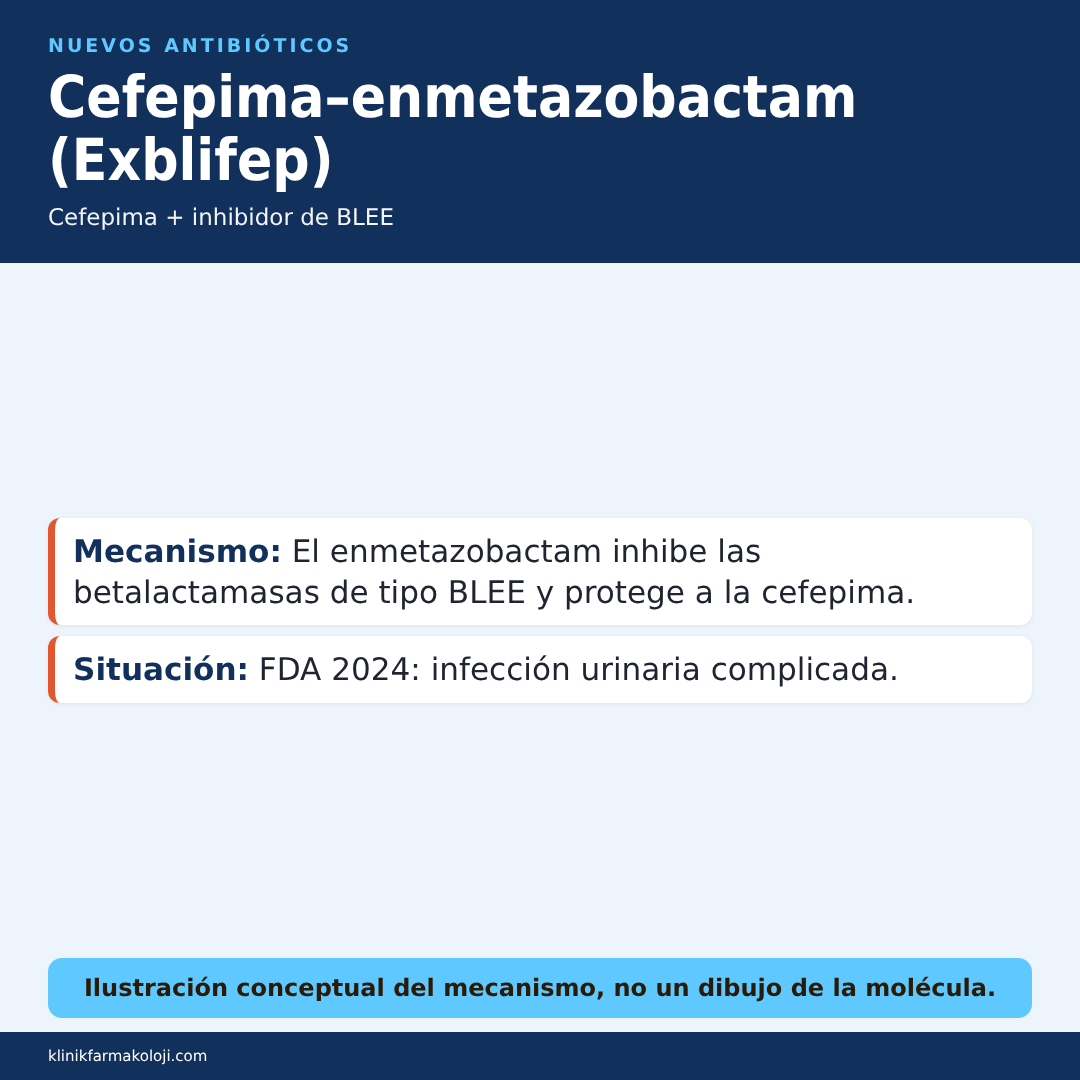 NUEVOS ANTIBIÓTICOS
Cefepima–enmetazobactam
(Exblifep)
Cefepima + inhibidor de BLEE
Mecanismo: El enmetazobactam inhibe las
betalactamasas de tipo BLEE y protege a la cefepima.
Situación: FDA 2024: infección urinaria complicada.
Ilustración conceptual del mecanismo, no un dibujo de la molécula.
klinikfarmakoloji.com